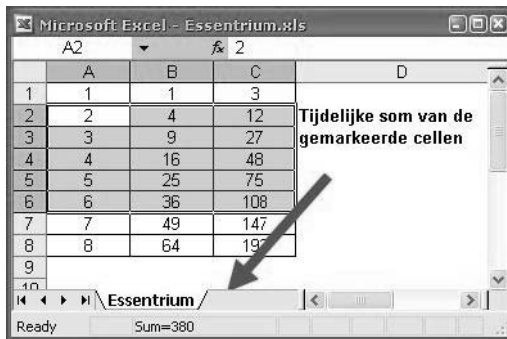 Microsoft Excel - Essentrium.xls
A2 fx 2
A B C D
1 1 1 3
2 2 4 12 Tijdelijke som van de
3 3 9 27 gemarkeerde cellen
4 4 16 48
5 5 25 75
6 6 36 108
7 7 49 147
8 8 64
9
10
Essentrium
Ready Sum=380